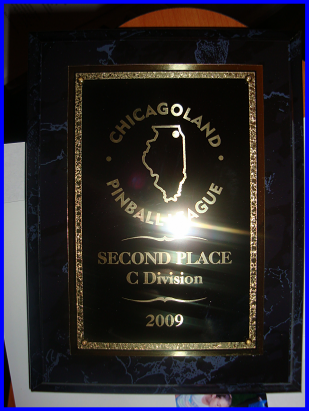 CHICAGOLAND
PINBALL LEAGUE
SECOND PLACE
C Division
2009